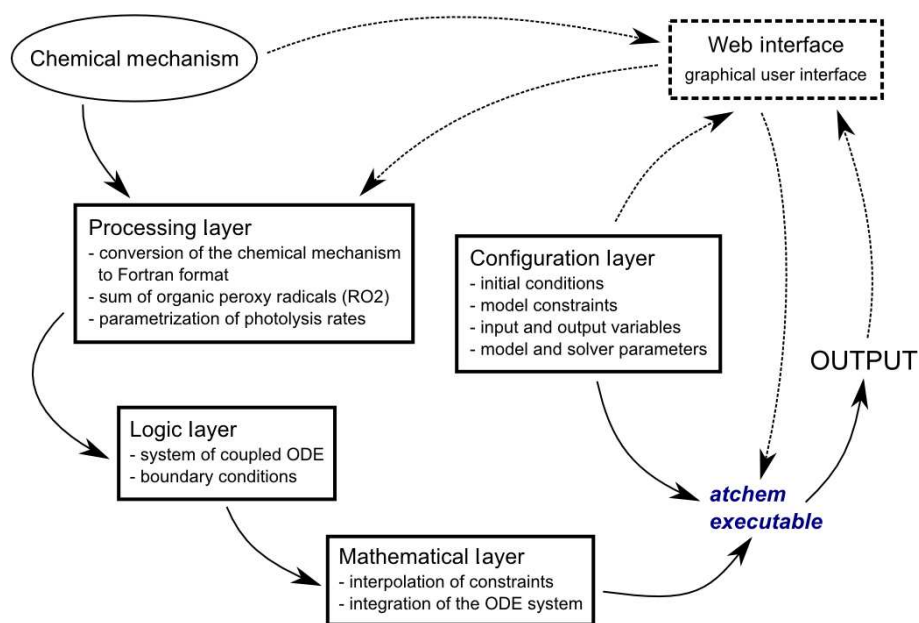 Chemical mechanism
Web interface
graphical user interface
Processing layer
- conversion of the chemical mechanism
to Fortran format
- sum of organic peroxy radicals (RO2)
- parametrization of photolysis rates
Configuration layer
- initial conditions
- model constraints
- input and output variables
- model and solver parameters
OUTPUT
Logic layer
- system of coupled ODE
- boundary conditions
atchem
executable
Mathematical layer
- interpolation of constraints
- integration of the ODE system